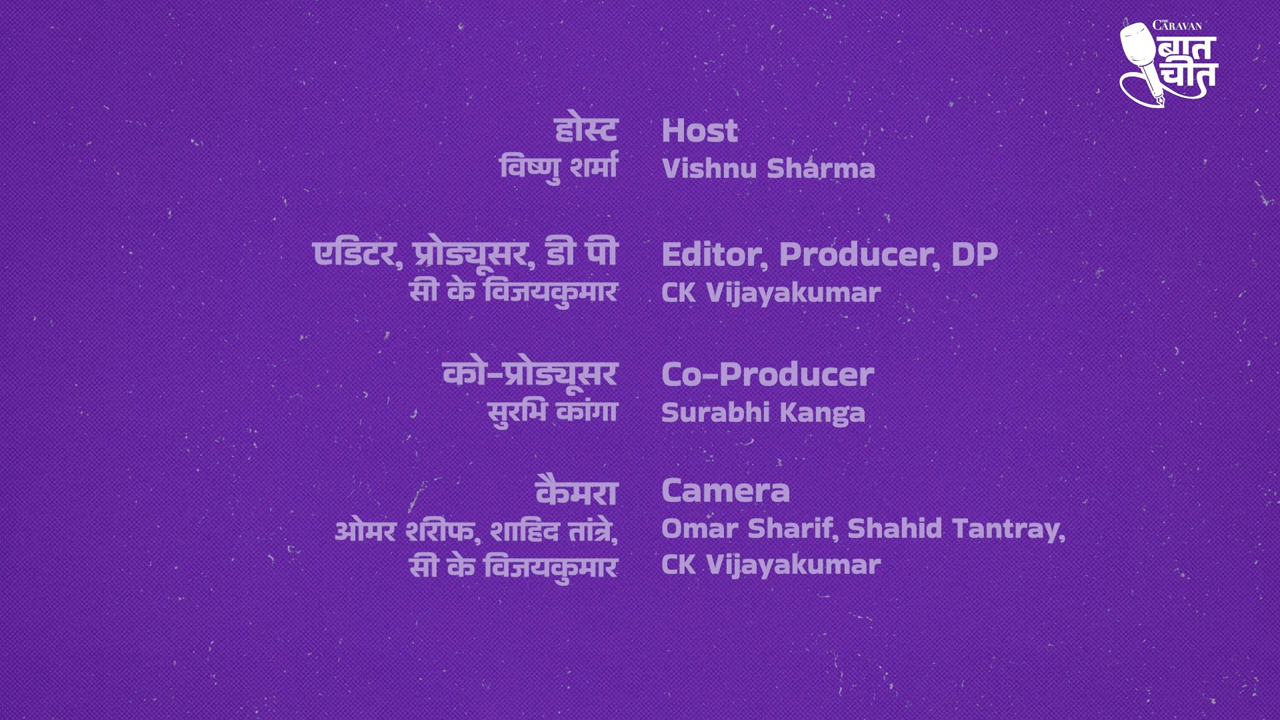 THE CARAVAN
बात
चीत
होस्ट Host
विष्णु शर्मा Vishnu Sharma
एडिटर, प्रोड्यूसर, डी पी Editor, Producer, DP
सी के विजयकुमार CK Vijayakumar
को-प्रोड्यूसर Co-Producer
सुरभि कांगा Surabhi Kanga
कैमरा Camera
ओमर शरीफ, शाहिद तांत्रे, Omar Sharif, Shahid Tantray,
सी के विजयकुमार CK Vijayakumar